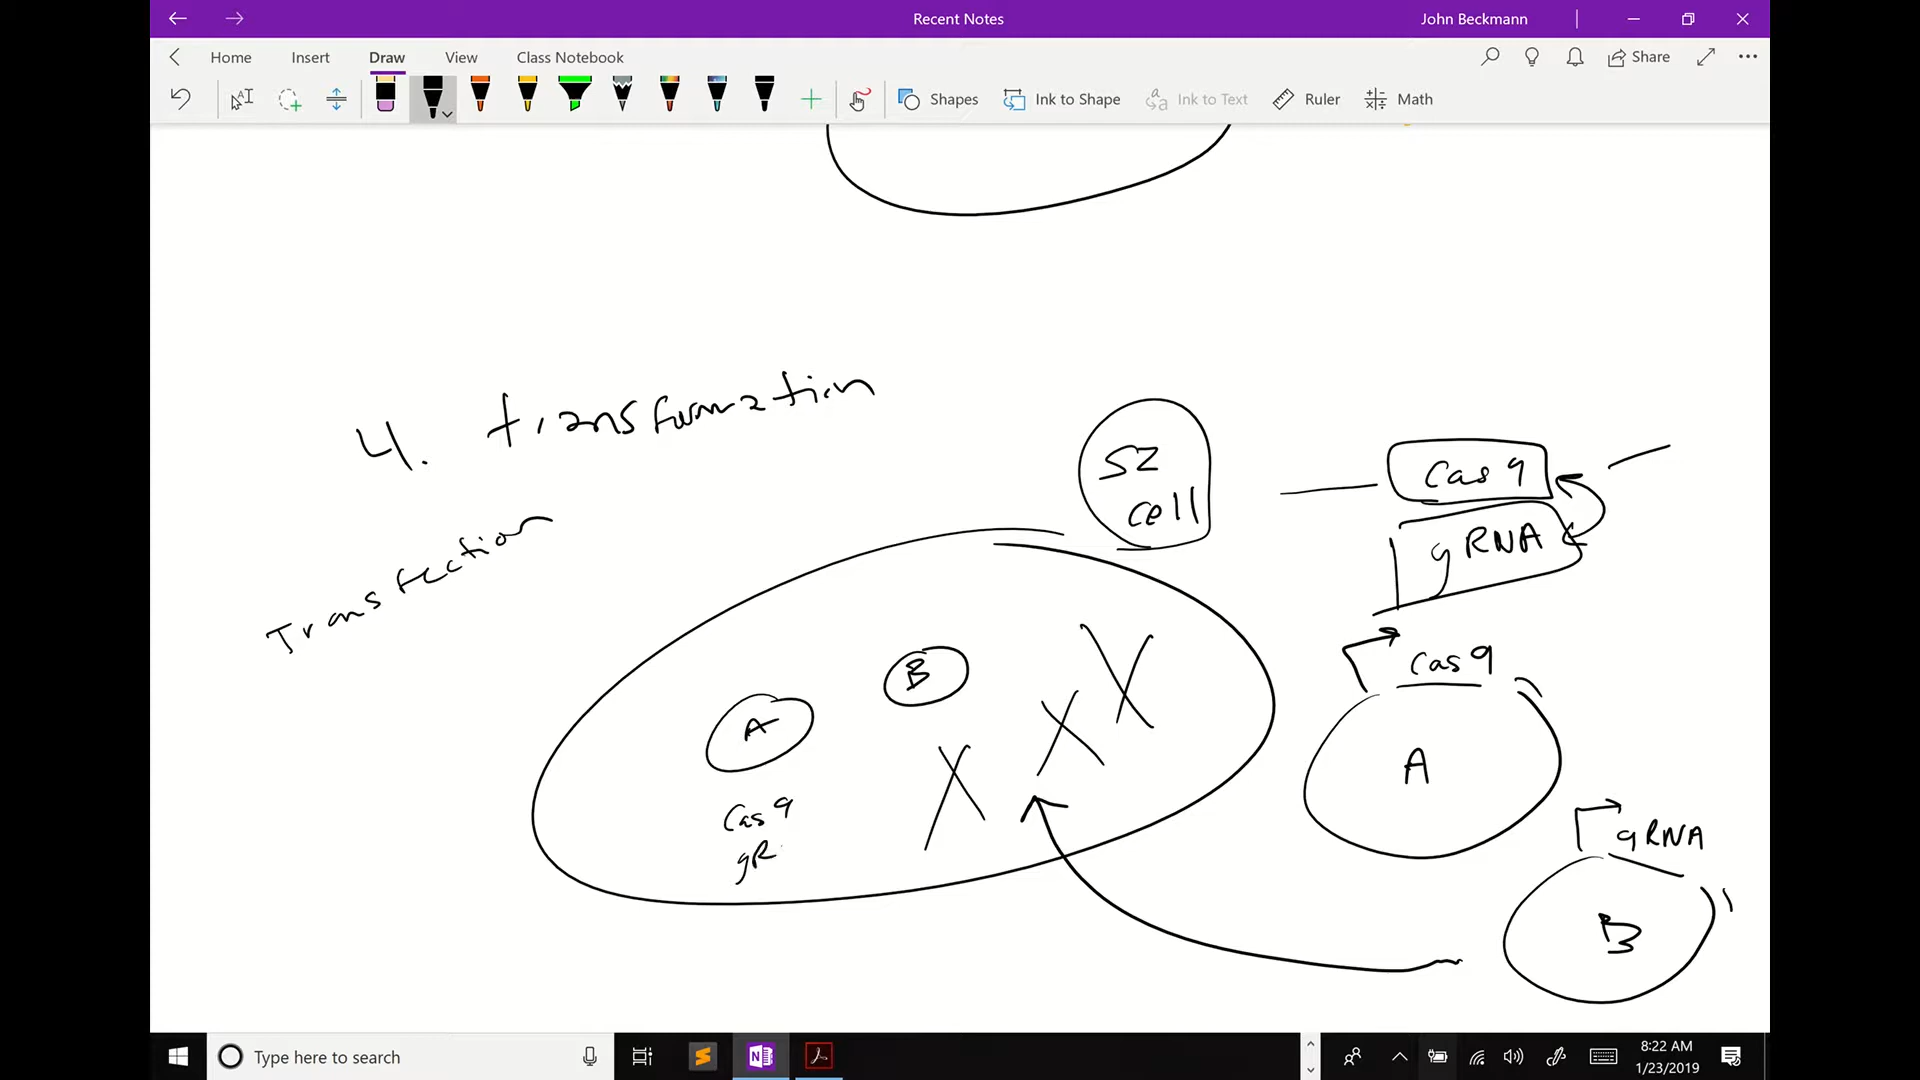 Recent Notes
John Beckmann
Home Insert Draw View Class Notebook
Share
Shapes Ink to Shape Ink to Text Ruler Math
4. transformation
Transfection
S2
cell
Cas 9
gRNA
Cas 9
A
gRNA
B
B
A
Cas 9
gR
Type here to search
8:22 AM
1/23/2019